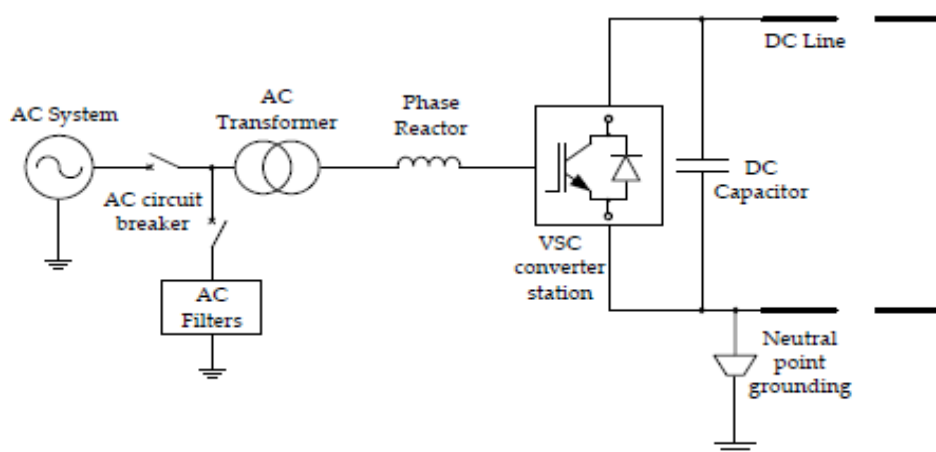 AC System
AC circuit
breaker
AC
Filters
AC
Transformer
Phase
Reactor
VSC
converter
station
DC Line
DC
Capacitor
Neutral
point
grounding